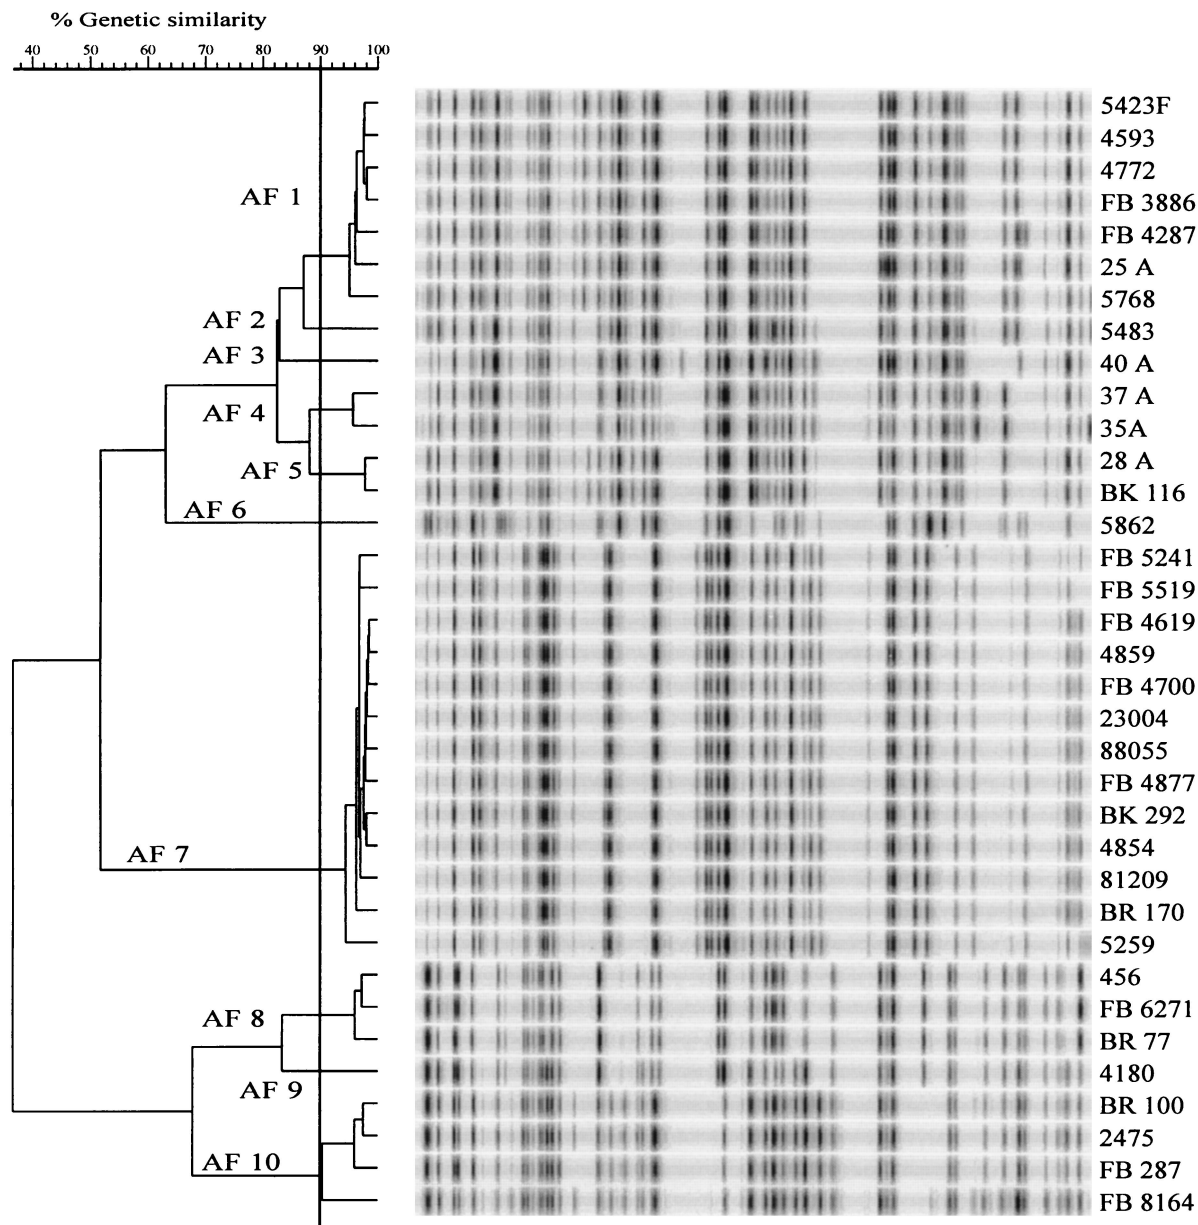 % Genetic similarity
40 50 60 70 80 90 100
5423F
4593
4772
AF 1
FB 3886
FB 4287
25 A
5768
AF 2
5483
AF 3
40 A
37 A
AF 4
35A
28 A
AF 5
BK 116
AF 6
5862
FB 5241
FB 5519
FB 4619
4859
FB 4700
23004
88055
FB 4877
BK 292
4854
AF 7
81209
BR 170
5259
456
FB 6271
AF 8
BR 77
4180
AF 9
BR 100
2475
AF 10
FB 287
FB 8164